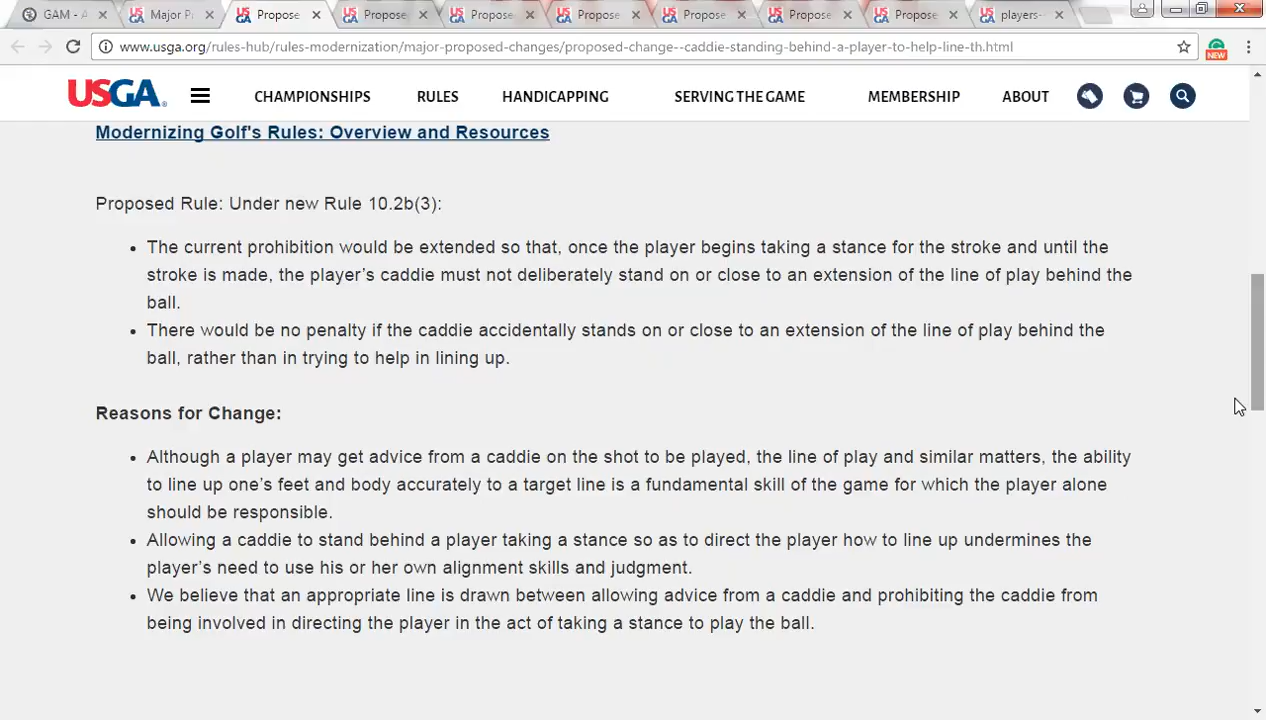 GAM - A
Major P
Propose
Propose
Propose
Propose
Propose
Propose
Propose
players-
www.usga.org/rules-hub/rules-modernization/major-proposed-changes/proposed-change--caddie-standing-behind-a-player-to-help-line-th.html
NEW
USGA
CHAMPIONSHIPS RULES HANDICAPPING SERVING THE GAME MEMBERSHIP ABOUT
Modernizing Golf's Rules: Overview and Resources
Proposed Rule: Under new Rule 10.2b(3):
• The current prohibition would be extended so that, once the player begins taking a stance for the stroke and until the
stroke is made, the player's caddie must not deliberately stand on or close to an extension of the line of play behind the
ball.
• There would be no penalty if the caddie accidentally stands on or close to an extension of the line of play behind the
ball, rather than in trying to help in lining up.
Reasons for Change:
• Although a player may get advice from a caddie on the shot to be played, the line of play and similar matters, the ability
to line up one's feet and body accurately to a target line is a fundamental skill of the game for which the player alone
should be responsible.
• Allowing a caddie to stand behind a player taking a stance so as to direct the player how to line up undermines the
player's need to use his or her own alignment skills and judgment.
• We believe that an appropriate line is drawn between allowing advice from a caddie and prohibiting the caddie from
being involved in directing the player in the act of taking a stance to play the ball.